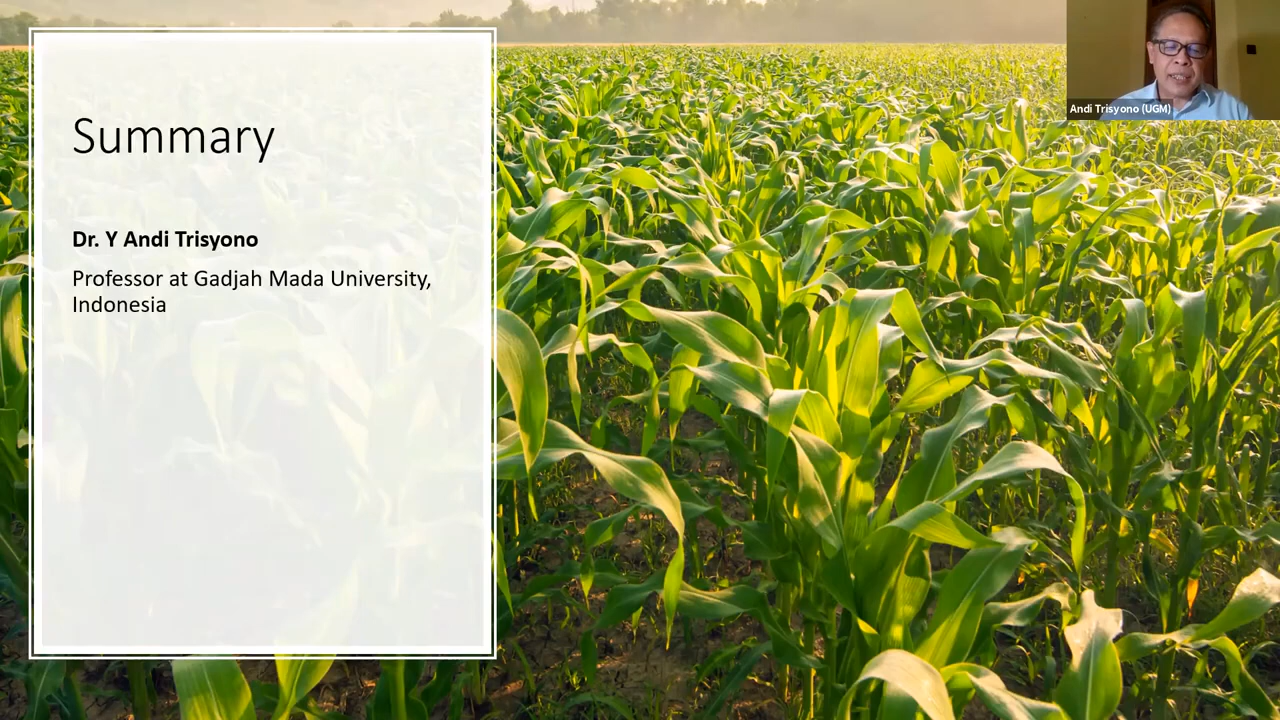 Summary
Dr. Y Andi Trisyono
Professor at Gadjah Mada University,
Indonesia
Andi Trisyono (UGM)